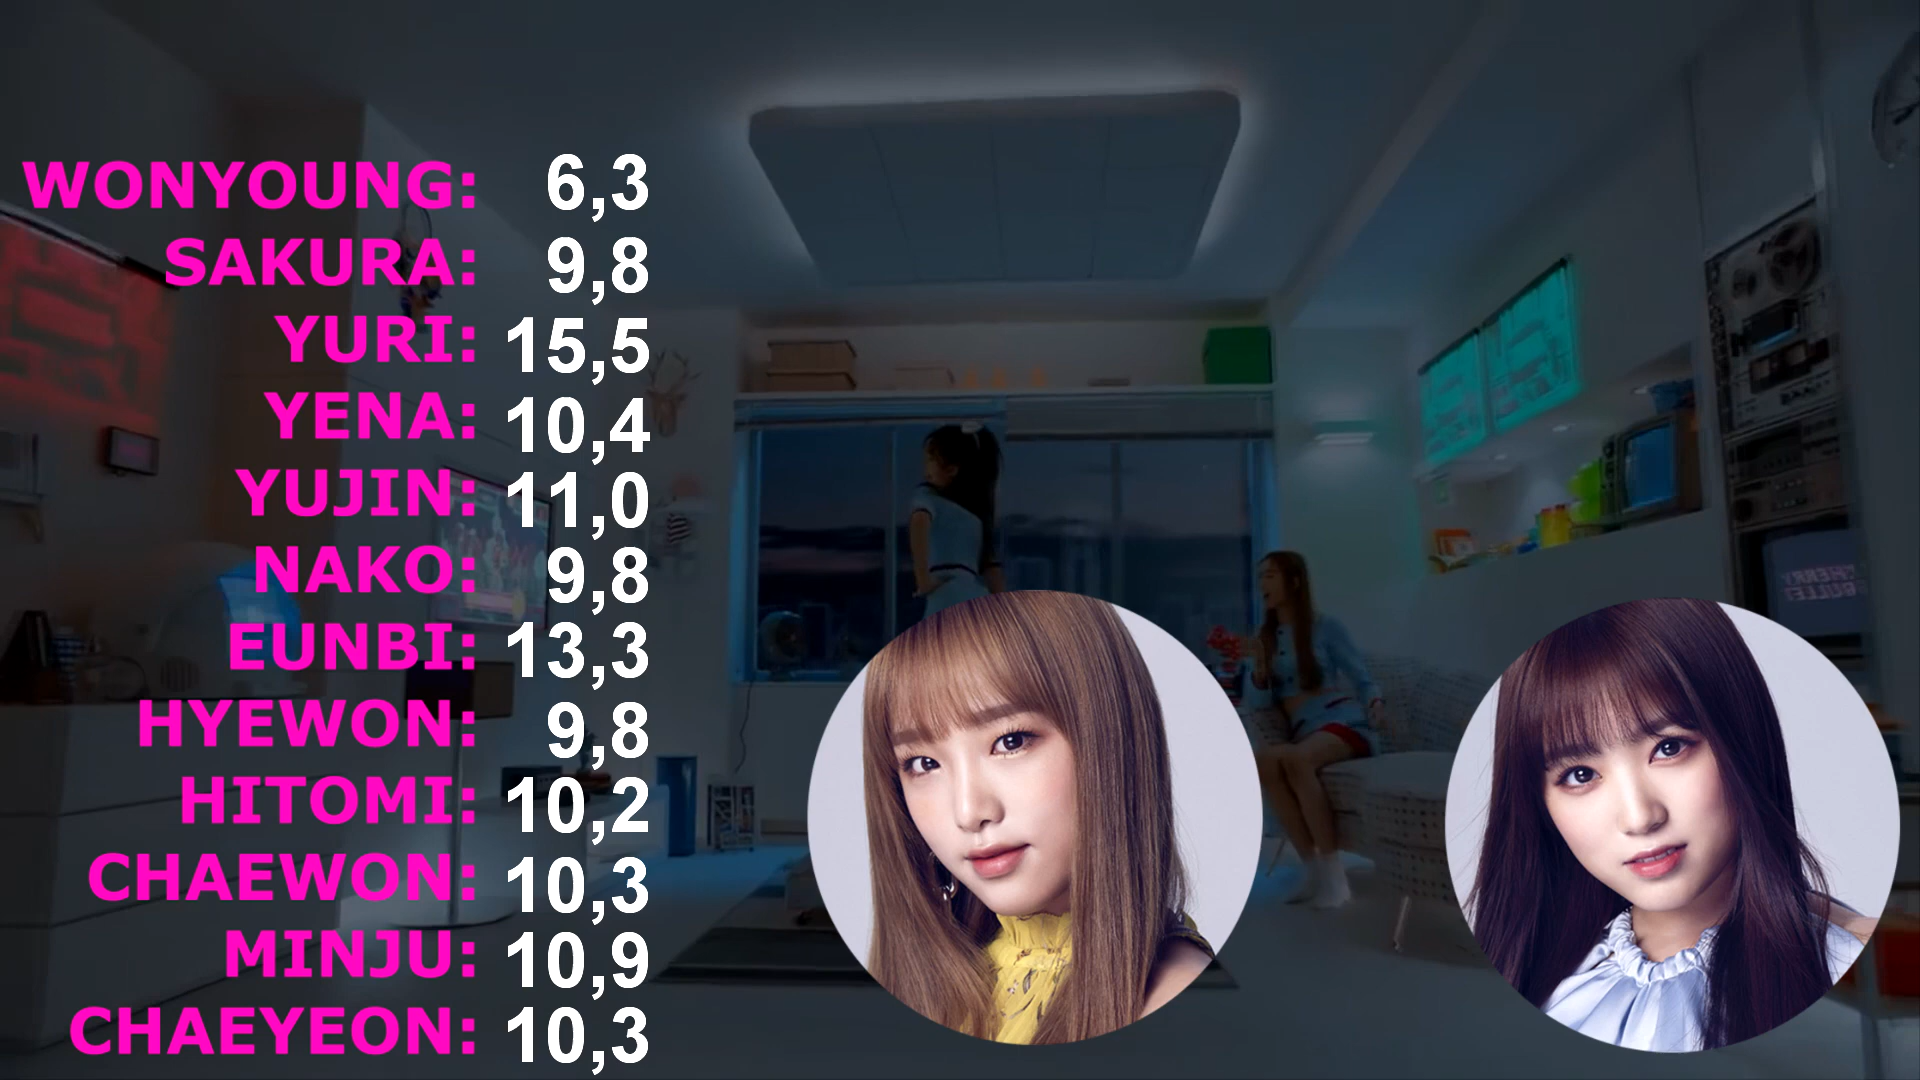 WONYOUNG: 6,3
SAKURA: 9,8
YURI: 15,5
YENA: 10,4
YUJIN: 11,0
NAKO: 9,8
EUNBI: 13,3
HYEWON: 9,8
HITOMI: 10,2
CHAEWON: 10,3
MINJU: 10,9
CHAEYEON: 10,3